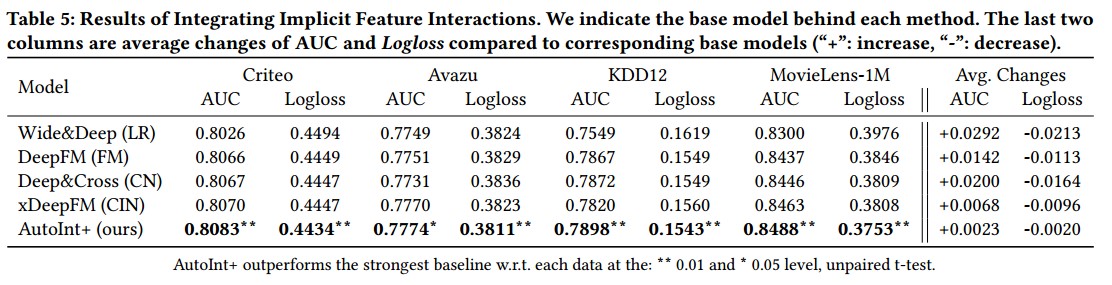 Table 5: Results of Integrating Implicit Feature Interactions. We indicate the base model behind each method. The last two
columns are average changes of AUC and Logloss compared to corresponding base models (“+”: increase, “-”: decrease).
Model Criteo Avazu KDD12 MovieLens-1M Avg. Changes
AUC Logloss AUC Logloss AUC Logloss AUC Logloss AUC Logloss
Wide&Deep (LR) 0.8026 0.4494 0.7749 0.3824 0.7549 0.1619 0.8300 0.3976 +0.0292 -0.0213
DeepFM (FM) 0.8066 0.4449 0.7751 0.3829 0.7867 0.1549 0.8437 0.3846 +0.0142 -0.0113
Deep&Cross (CN) 0.8067 0.4447 0.7731 0.3836 0.7872 0.1549 0.8446 0.3809 +0.0200 -0.0164
xDeepFM (CIN) 0.8070 0.4447 0.7770 0.3823 0.7820 0.1560 0.8463 0.3808 +0.0068 -0.0096
AutoInt+ (ours) 0.8083** 0.4434** 0.7774* 0.3811** 0.7898** 0.1543** 0.8488** 0.3753** +0.0023 -0.0020
AutoInt+ outperforms the strongest baseline w.r.t. each data at the: ** 0.01 and * 0.05 level, unpaired t-test.